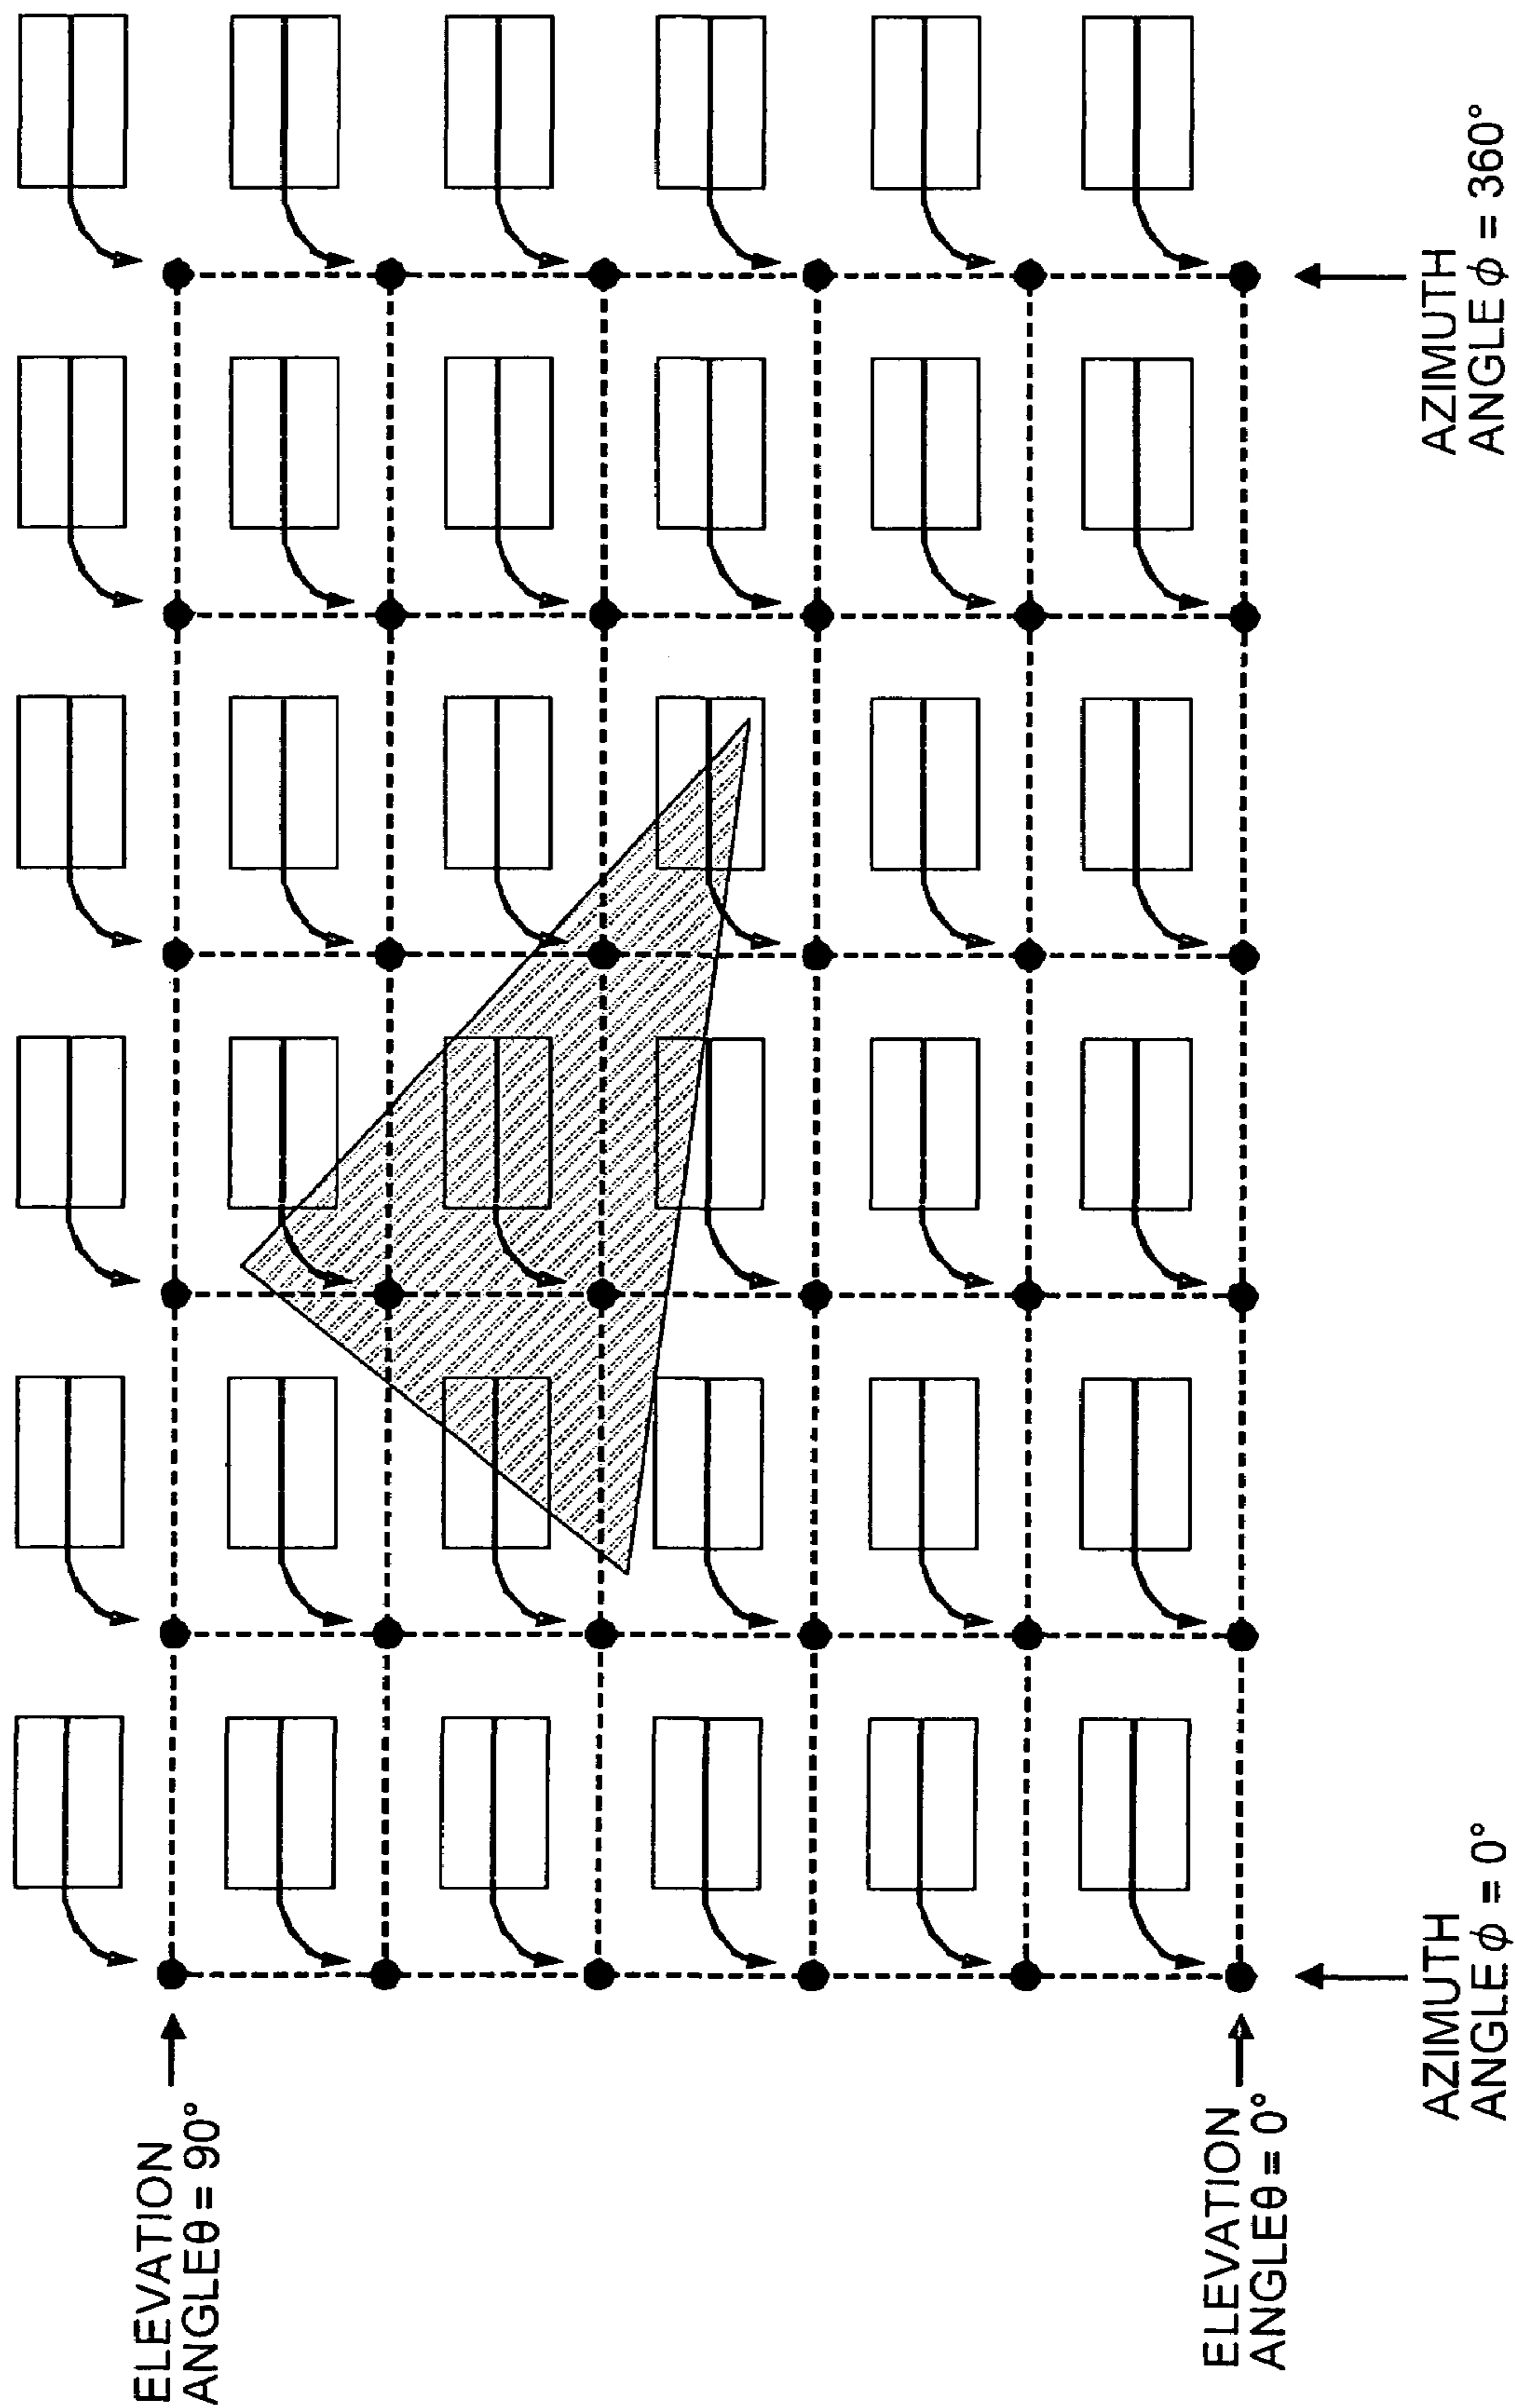 ELEVATION
ANGLEθ = 90°
ELEVATION
ANGLEθ = 0°
AZIMUTH
ANGLE ϕ = 0°
AZIMUTH
ANGLE ϕ = 360°